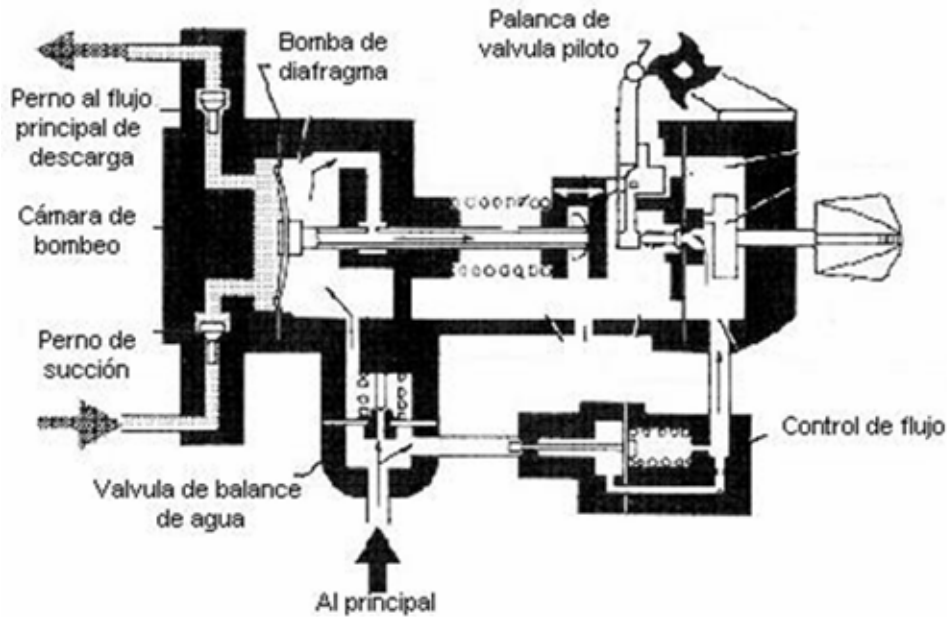 Palanca de
valvula piloto
Bomba de
diafragma
Perno al flujo
principal de
descarga
Cámara de
bombeo
Perno de
succión
Control de flujo
Valvula de balance
de agua
Al principal